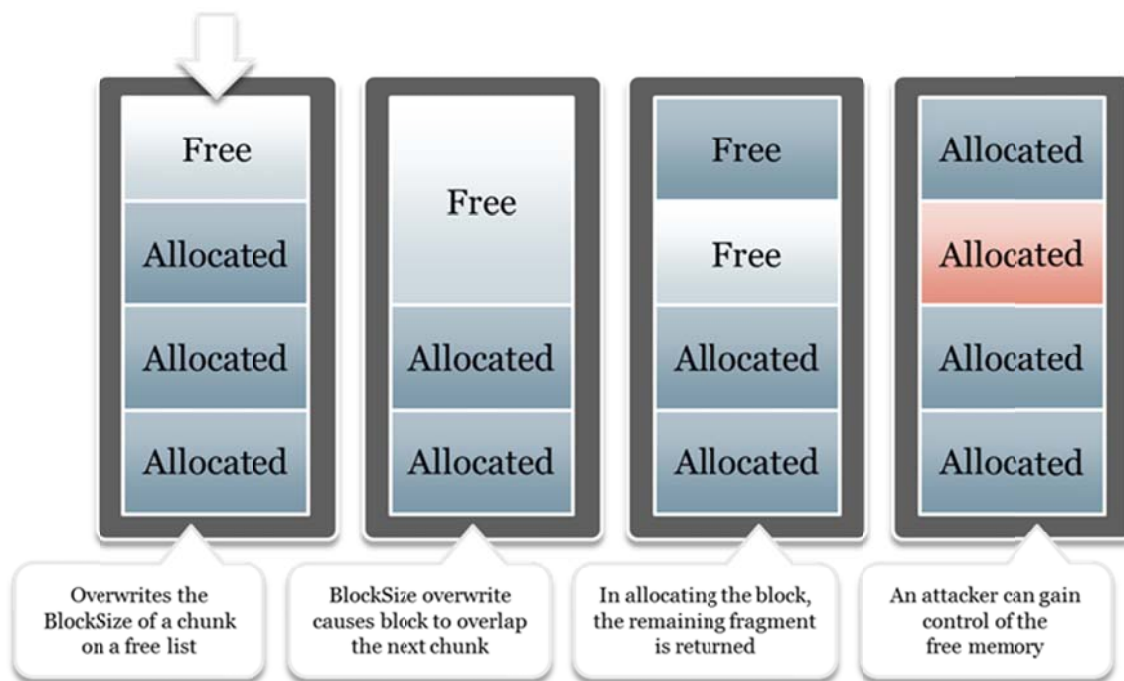 Free
Allocated
Allocated
Allocated
Overwrites the
BlockSize of a chunk
on a free list
Free
Allocated
Allocated
BlockSize overwrite
causes block to overlap
the next chunk
Free
Free
Allocated
Allocated
In allocating the block,
the remaining fragment
is returned
Allocated
Allocated
Allocated
Allocated
An attacker can gain
control of the
free memory